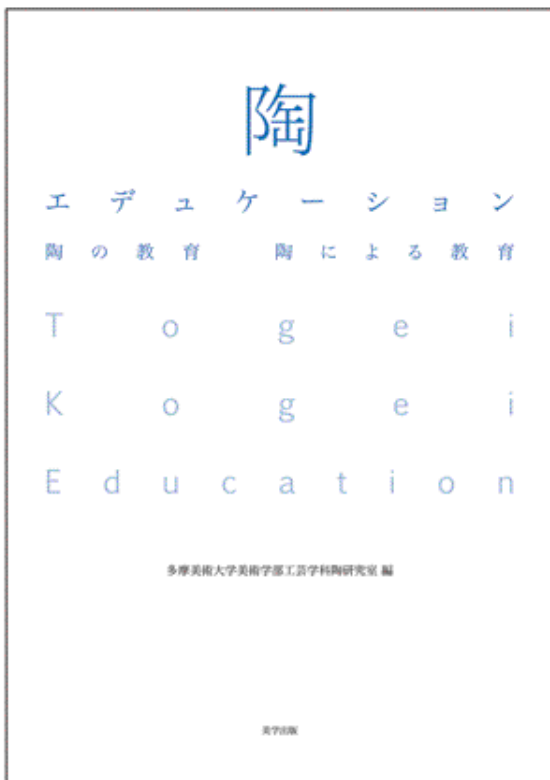 陶
エデュケーション
陶の教育　陶による教育
Togei
Kogei
Education
多摩美術大学美術学部工芸学科陶研究室 編
美学出版